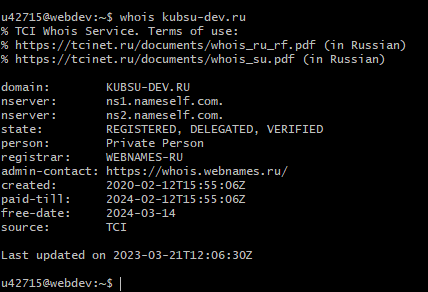 u42715@webdev:~$ whois kubsu-dev.ru
% TCI Whois Service. Terms of use:
% https://tcinet.ru/documents/whois_ru_rf.pdf (in Russian)
% https://tcinet.ru/documents/whois_su.pdf (in Russian)

domain:        KUBSU-DEV.RU
nserver:       ns1.nameself.com.
nserver:       ns2.nameself.com.
state:         REGISTERED, DELEGATED, VERIFIED
person:        Private Person
registrar:     WEBNAMES-RU
admin-contact: https://whois.webnames.ru/
created:       2020-02-12T15:55:06Z
paid-till:     2024-02-12T15:55:06Z
free-date:     2024-03-14
source:        TCI

Last updated on 2023-03-21T12:06:30Z

u42715@webdev:~$